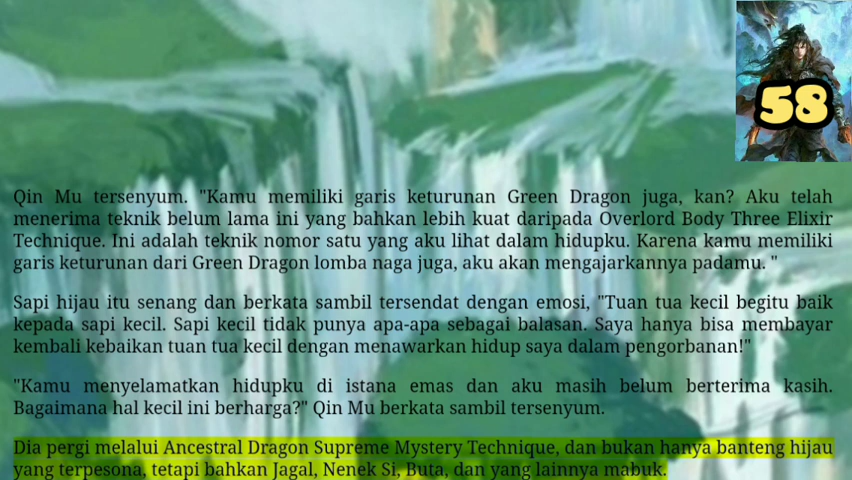 58
Qin Mu tersenyum. "Kamu memiliki garis keturunan Green Dragon juga, kan? Aku telah
menerima teknik belum lama ini yang bahkan lebih kuat daripada Overlord Body Three Elixir
Technique. Ini adalah teknik nomor satu yang aku lihat dalam hidupku. Karena kamu memiliki
garis keturunan dari Green Dragon lomba naga juga, aku akan mengajarkannya padamu. "
Sapi hijau itu senang dan berkata sambil tersendat dengan emosi, "Tuan tua kecil begitu baik
kepada sapi kecil. Sapi kecil tidak punya apa-apa sebagai balasan. Saya hanya bisa membayar
kembali kebaikan tuan tua kecil dengan menawarkan hidup saya dalam pengorbanan!"
"Kamu menyelamatkan hidupku di istana emas dan aku masih belum berterima kasih.
Bagaimana hal kecil ini berharga?" Qin Mu berkata sambil tersenyum.
Dia pergi melalui Ancestral Dragon Supreme Mystery Technique, dan bukan hanya banteng hijau
yang terpesona, tetapi bahkan Jagal, Nenek Si, Buta, dan yang lainnya mabuk.